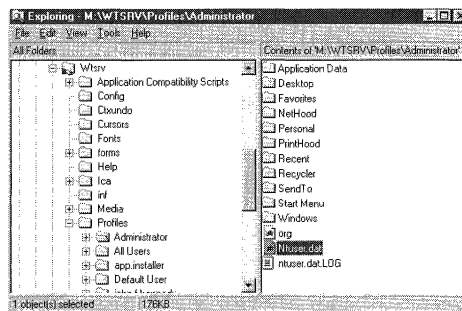 Exploring - M:\WTSRV\Profiles\Administrator
File Edit View Tools Help
All Folders
Contents of 'M:\WTSRV\Profiles\Administrator'
Wtsrv
Application Compatibility Scripts
Config
Ctxundo
Cursors
Fonts
forms
Help
Ica
inf
Media
Profiles
Administrator
All Users
app.installer
Default User
Application Data
Desktop
Favorites
NetHood
Personal
PrintHood
Recent
Recycler
SendTo
Start Menu
Windows
org
Ntuser.dat
ntuser.dat.LOG
1 object(s) selected
176KB